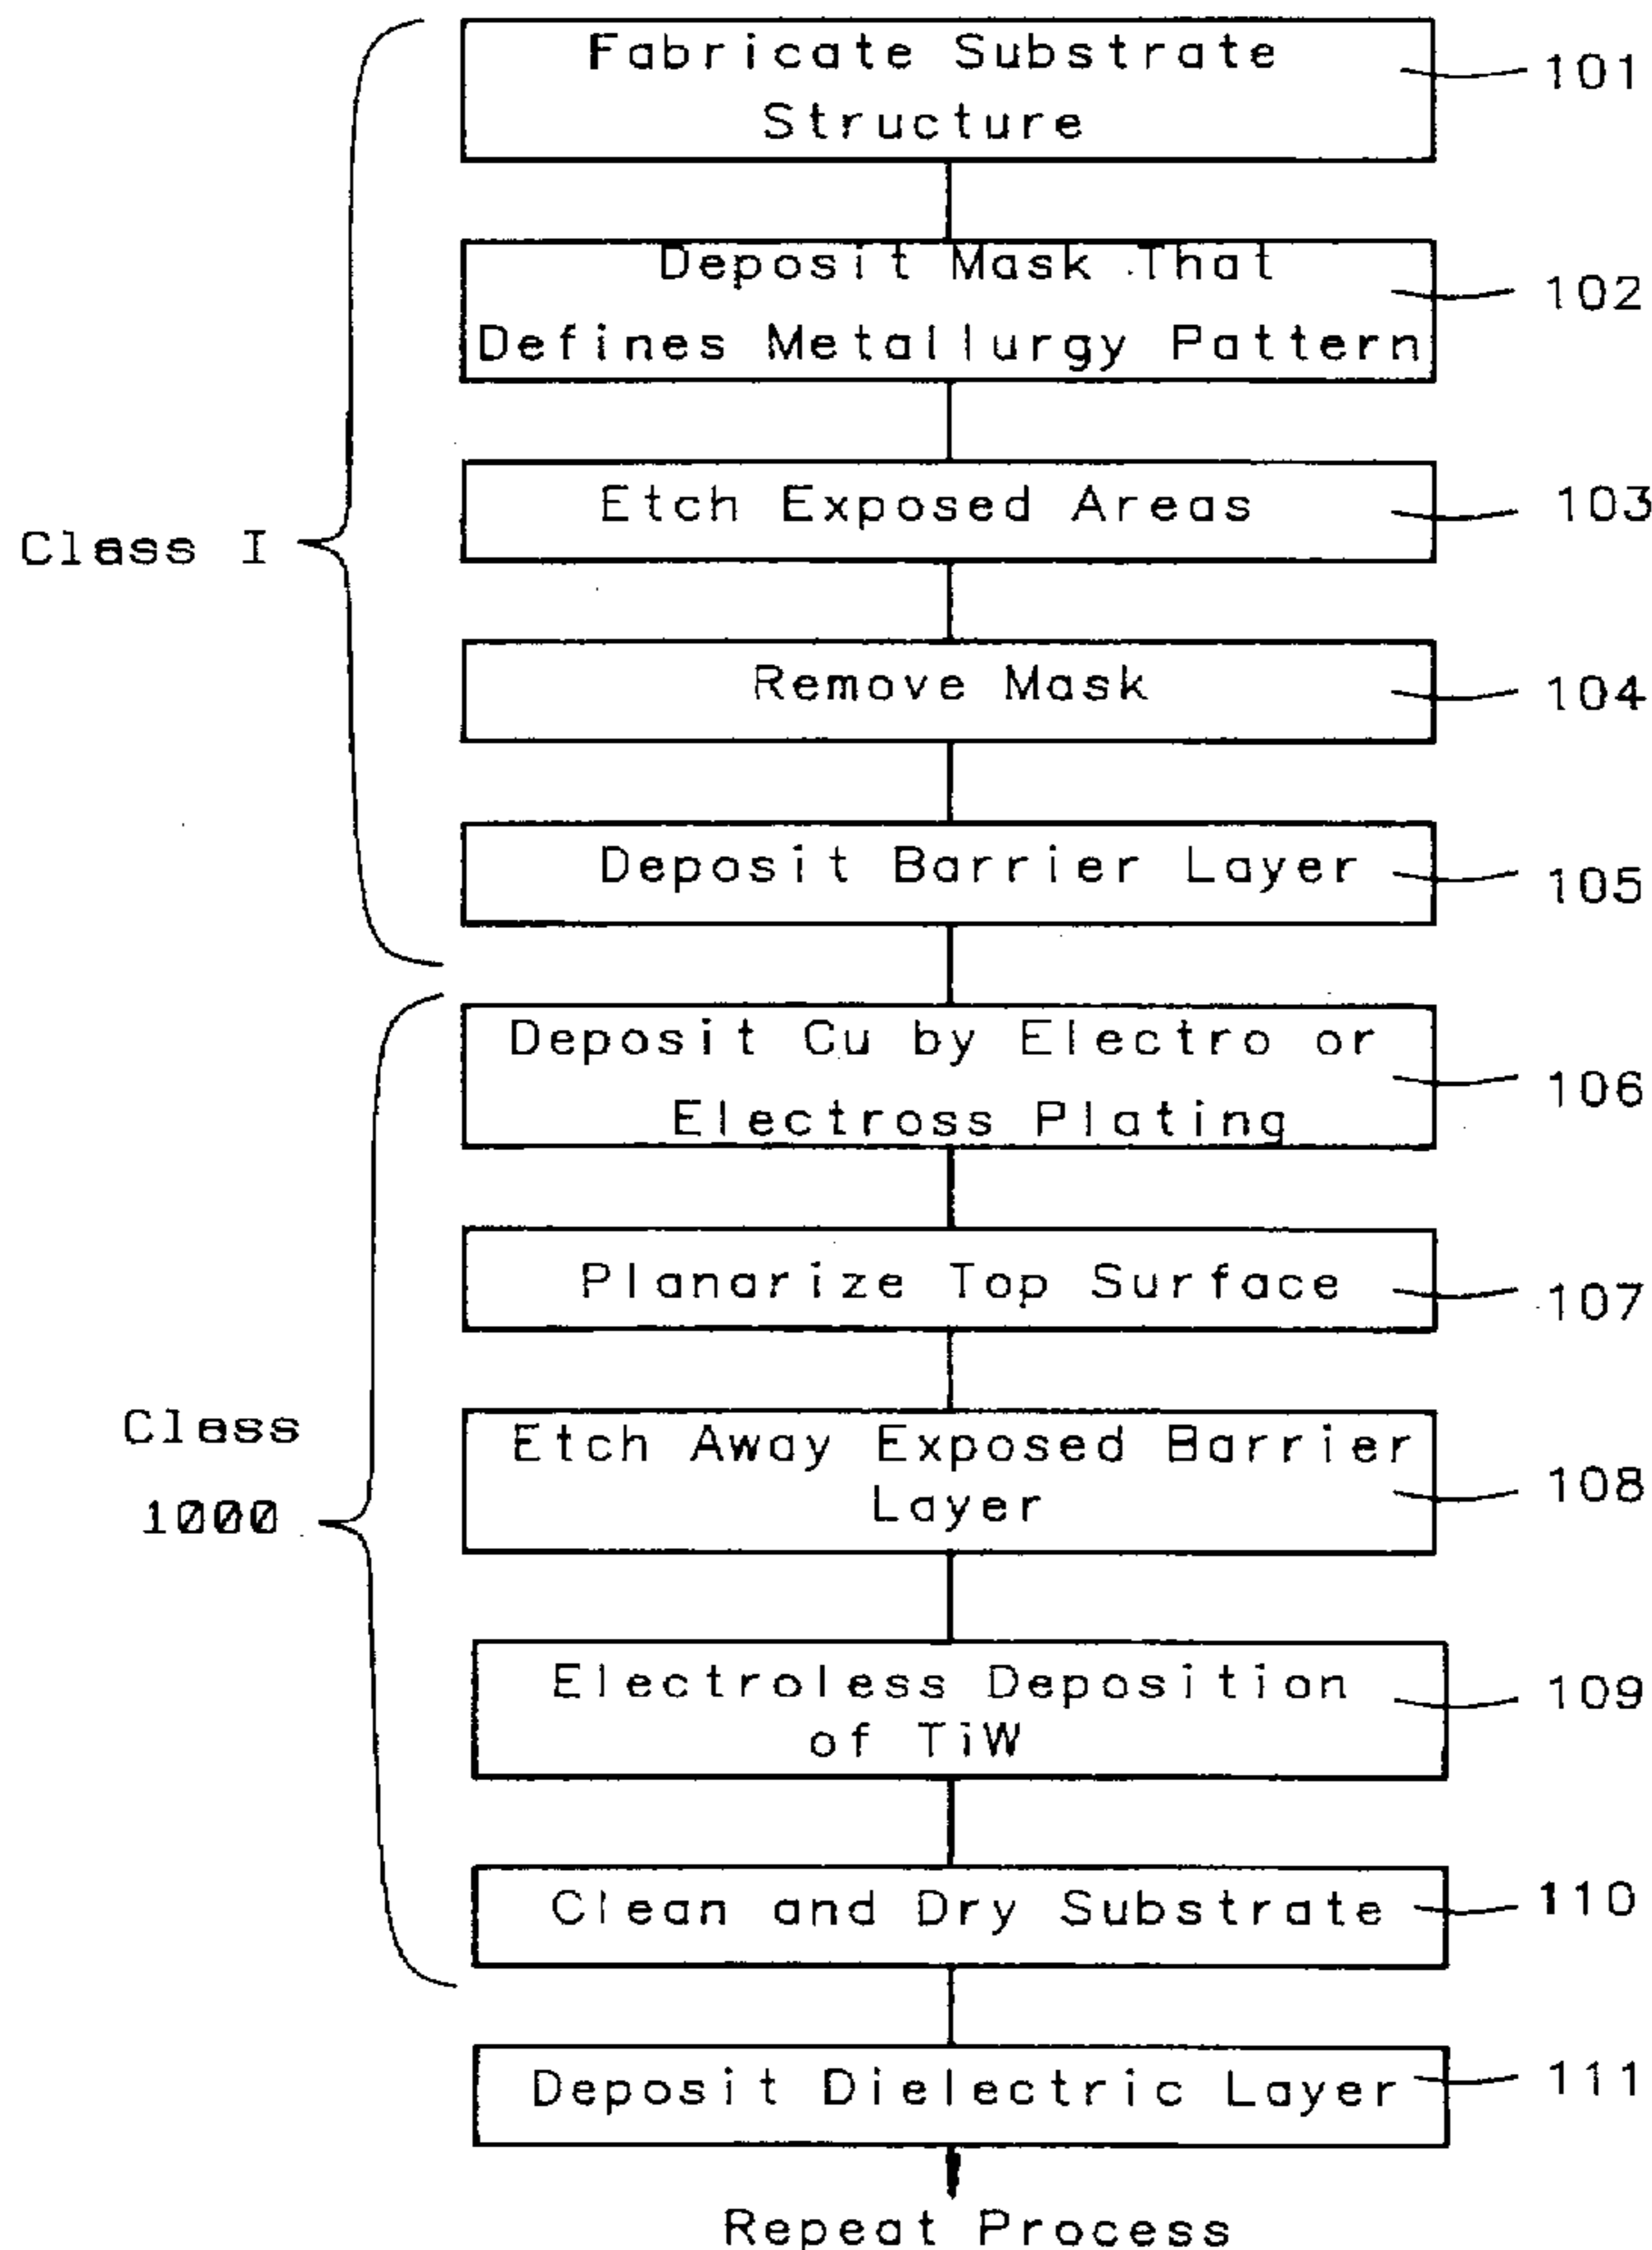 Fabricate Substrate
Structure
101
Deposit Mask That
Defines Metallurgy Pattern
102
Etch Exposed Areas
103
Class I
Remove Mask
104
Deposit Barrier Layer
105
Deposit Cu by Electro or
Electross Plating
106
Planarize Top Surface
107
Class
1000
Etch Away Exposed Barrier
Layer
108
Electroless Deposition
of TiW
109
Clean and Dry Substrate
110
Deposit Dielectric Layer
111
Repeat Process